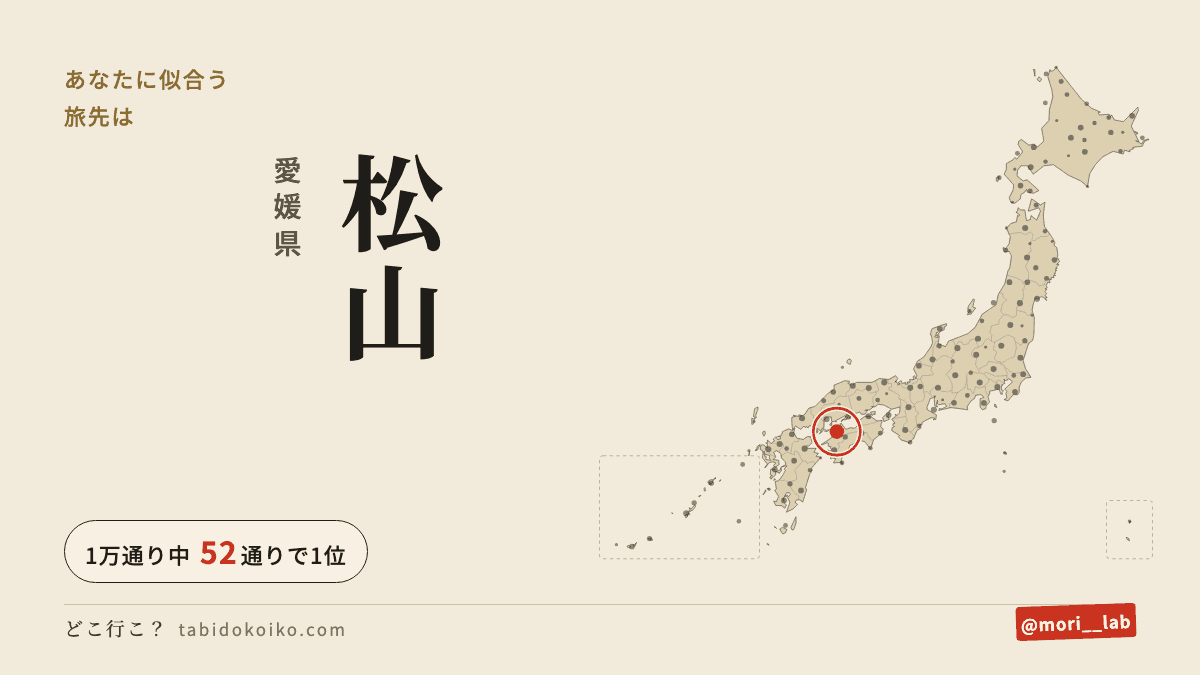 あなたに似合う
旅先は
松山
愛媛県
1万通り中 52通りで1位
どこ行こ？ tabidokoiko.com
@mori__lab